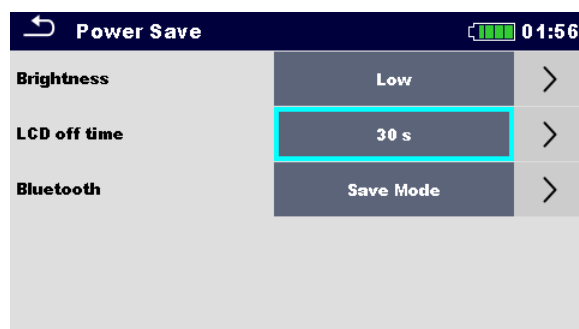 Power Save 01:56
Brightness Low
LCD off time 30 s
Bluetooth Save Mode